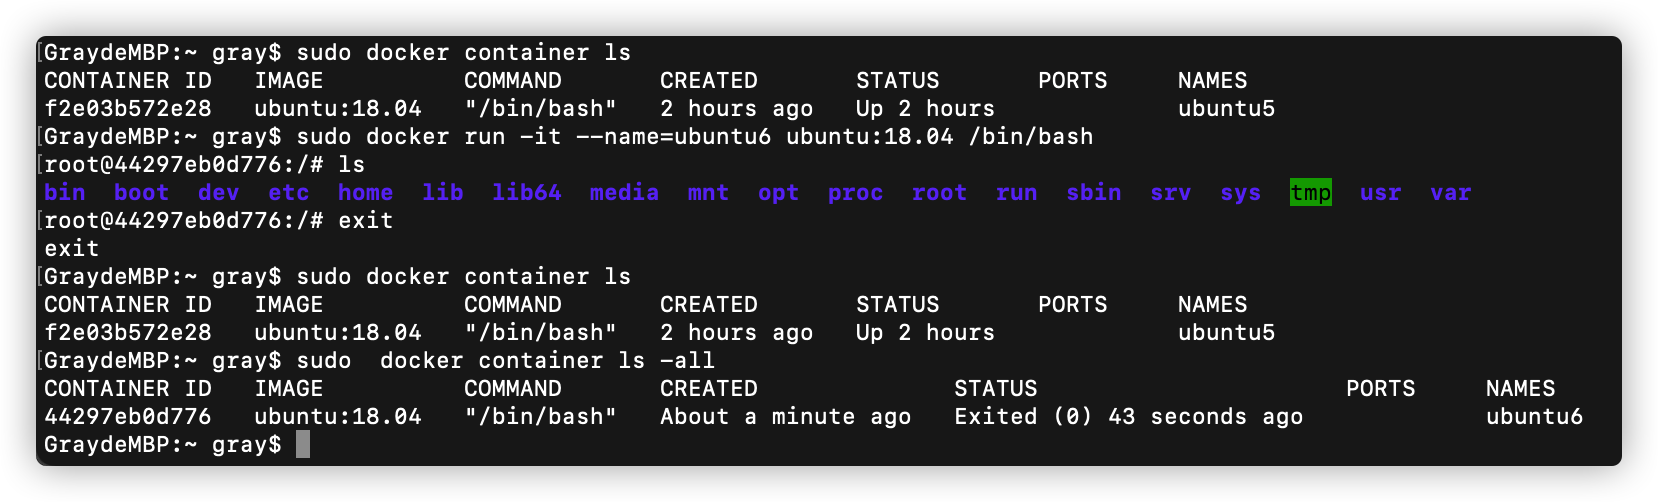 GraydeMBP:~ gray$ sudo docker container ls
CONTAINER ID   IMAGE          COMMAND       CREATED       STATUS       PORTS     NAMES
f2e03b572e28   ubuntu:18.04   "/bin/bash"   2 hours ago   Up 2 hours             ubuntu5
GraydeMBP:~ gray$ sudo docker run -it --name=ubuntu6 ubuntu:18.04 /bin/bash
root@44297eb0d776:/# ls
bin  boot  dev  etc  home  lib  lib64  media  mnt  opt  proc  root  run  sbin  srv  sys  tmp  usr  var
root@44297eb0d776:/# exit
exit
GraydeMBP:~ gray$ sudo docker container ls
CONTAINER ID   IMAGE          COMMAND       CREATED       STATUS       PORTS     NAMES
f2e03b572e28   ubuntu:18.04   "/bin/bash"   2 hours ago   Up 2 hours             ubuntu5
GraydeMBP:~ gray$ sudo  docker container ls -all
CONTAINER ID   IMAGE          COMMAND       CREATED              STATUS                      PORTS     NAMES
44297eb0d776   ubuntu:18.04   "/bin/bash"   About a minute ago   Exited (0) 43 seconds ago             ubuntu6
GraydeMBP:~ gray$